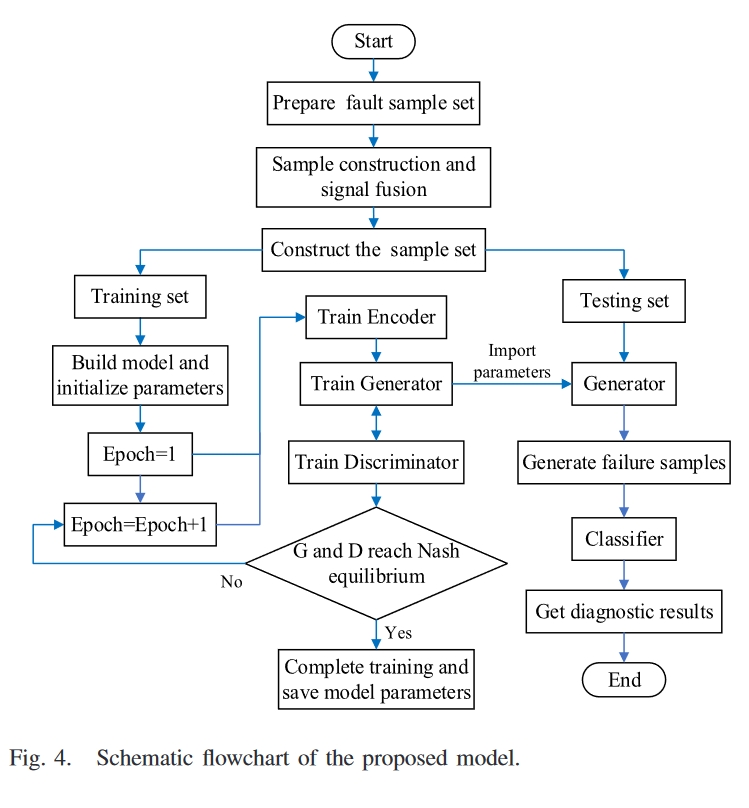 Start
Prepare fault sample set
Sample construction and
signal fusion
Construct the sample set
Training set
Build model and
initialize parameters
Epoch=1
Epoch=Epoch+1
Train Encoder
Train Generator
Train Discriminator
G and D reach Nash
equilibrium
No
Yes
Complete training and
save model parameters
Import
parameters
Testing set
Generator
Generate failure samples
Classifier
Get diagnostic results
End
Fig. 4. Schematic flowchart of the proposed model.